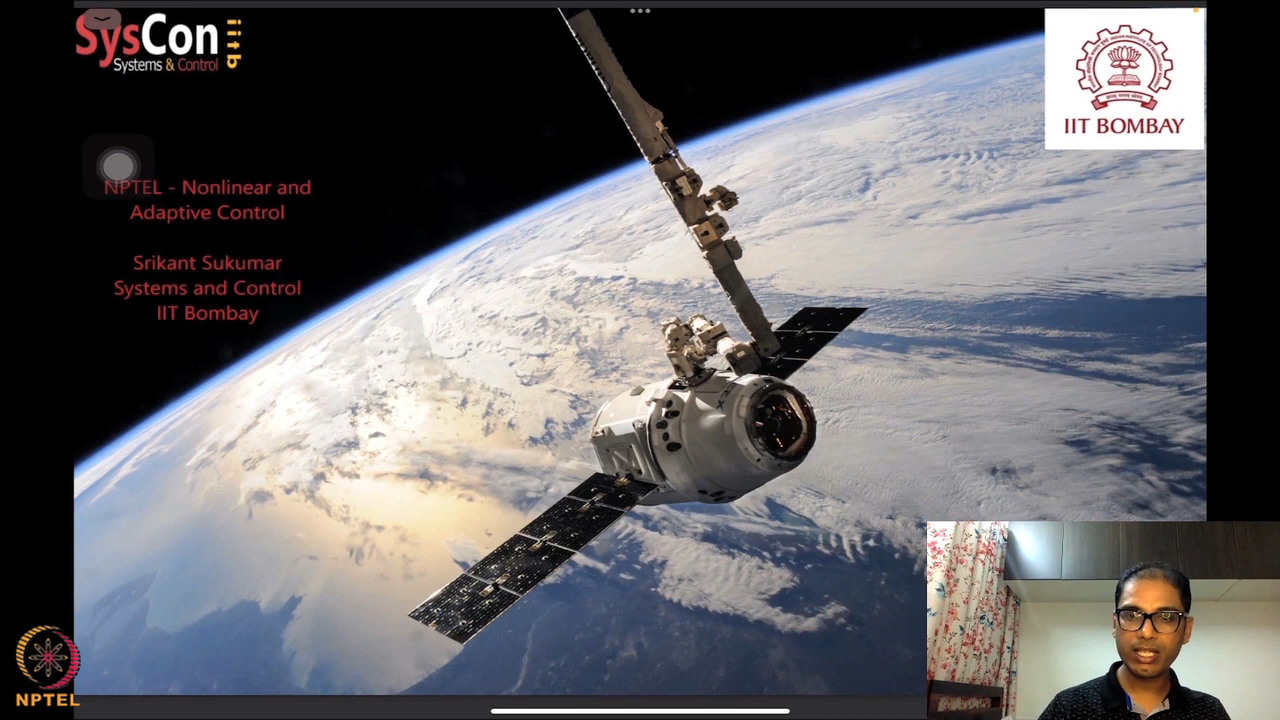 SysCon
iitb
Systems & Control
IIT BOMBAY
NPTEL - Nonlinear and
Adaptive Control
Srikant Sukumar
Systems and Control
IIT Bombay
NPTEL